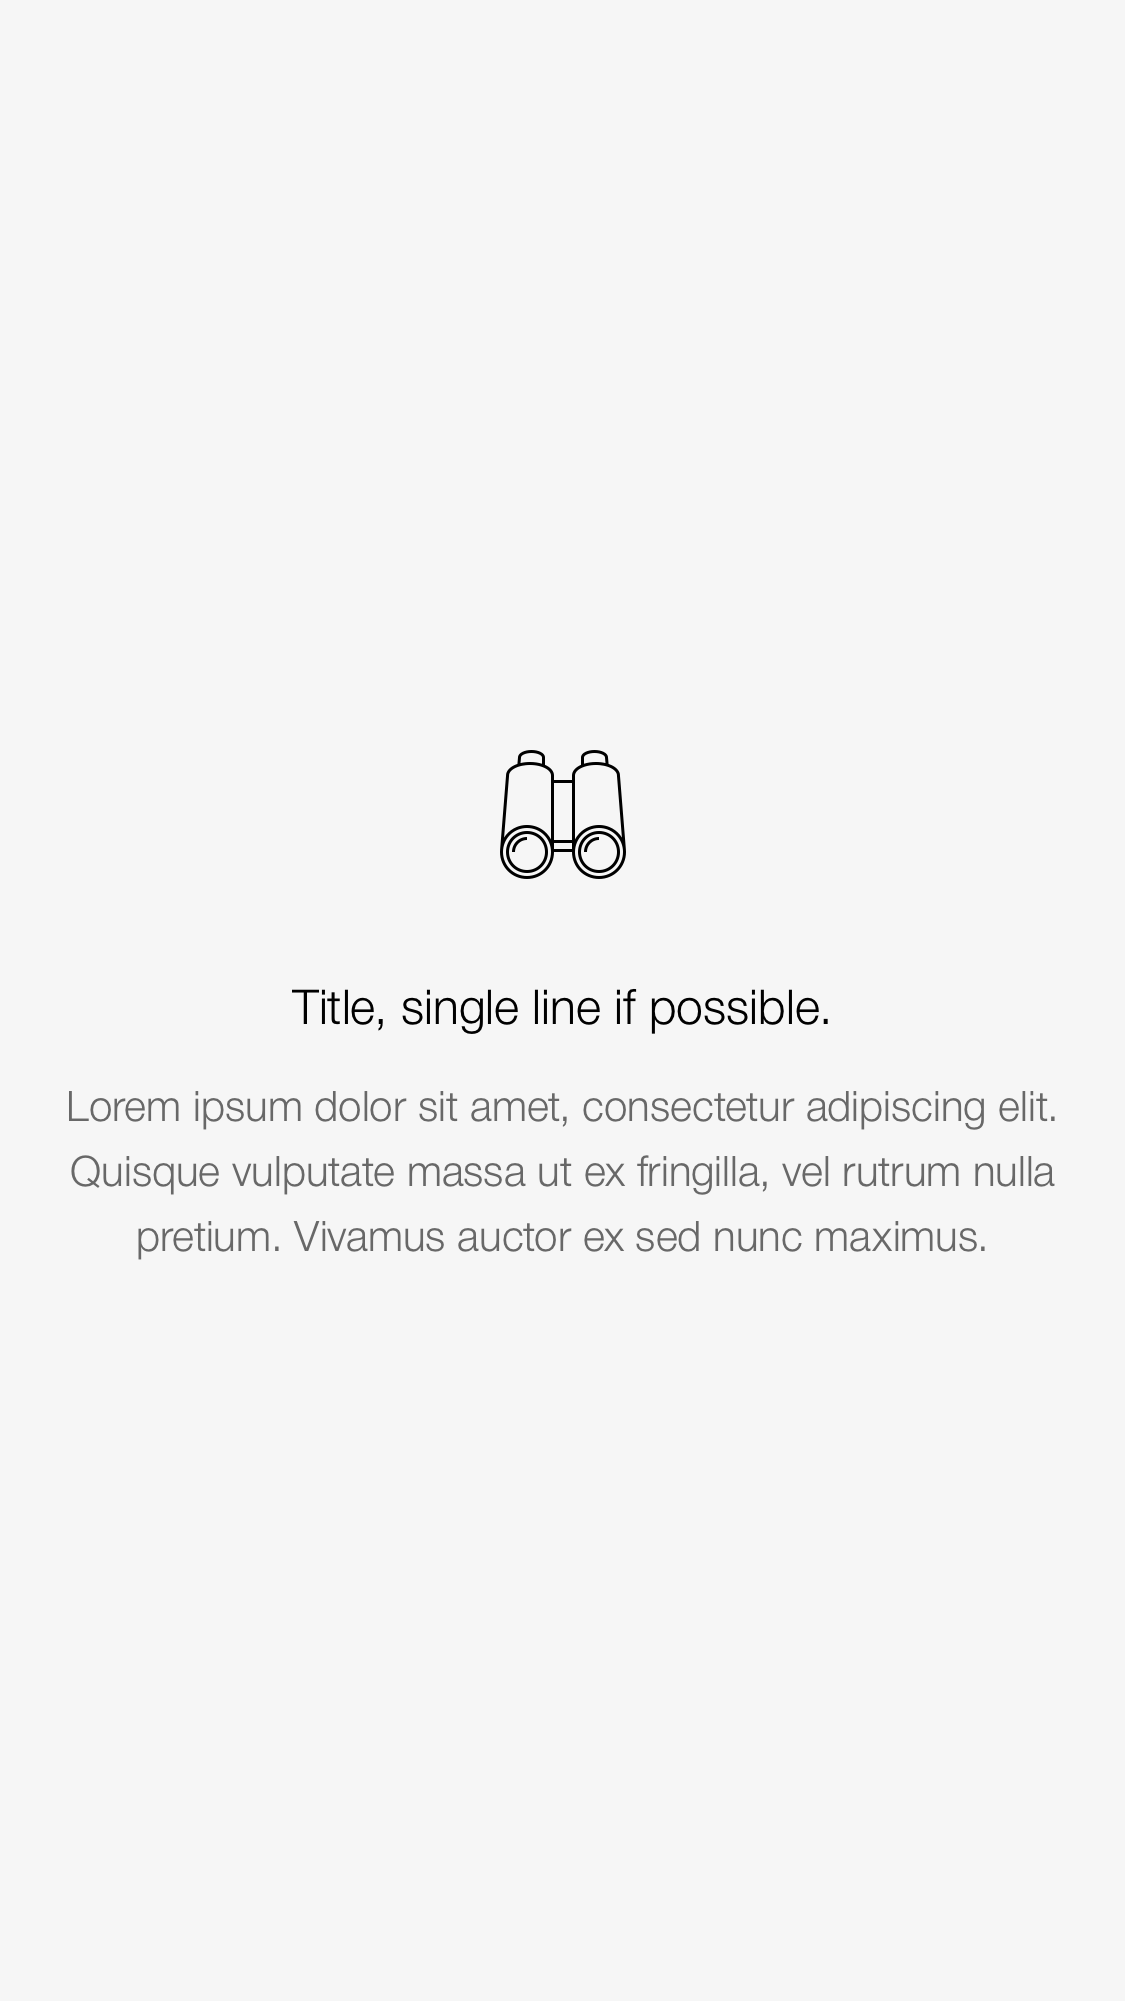 Title, single line if possible.
Lorem ipsum dolor sit amet, consectetur adipiscing elit.
Quisque vulputate massa ut ex fringilla, vel rutrum nulla
pretium. Vivamus auctor ex sed nunc maximus.